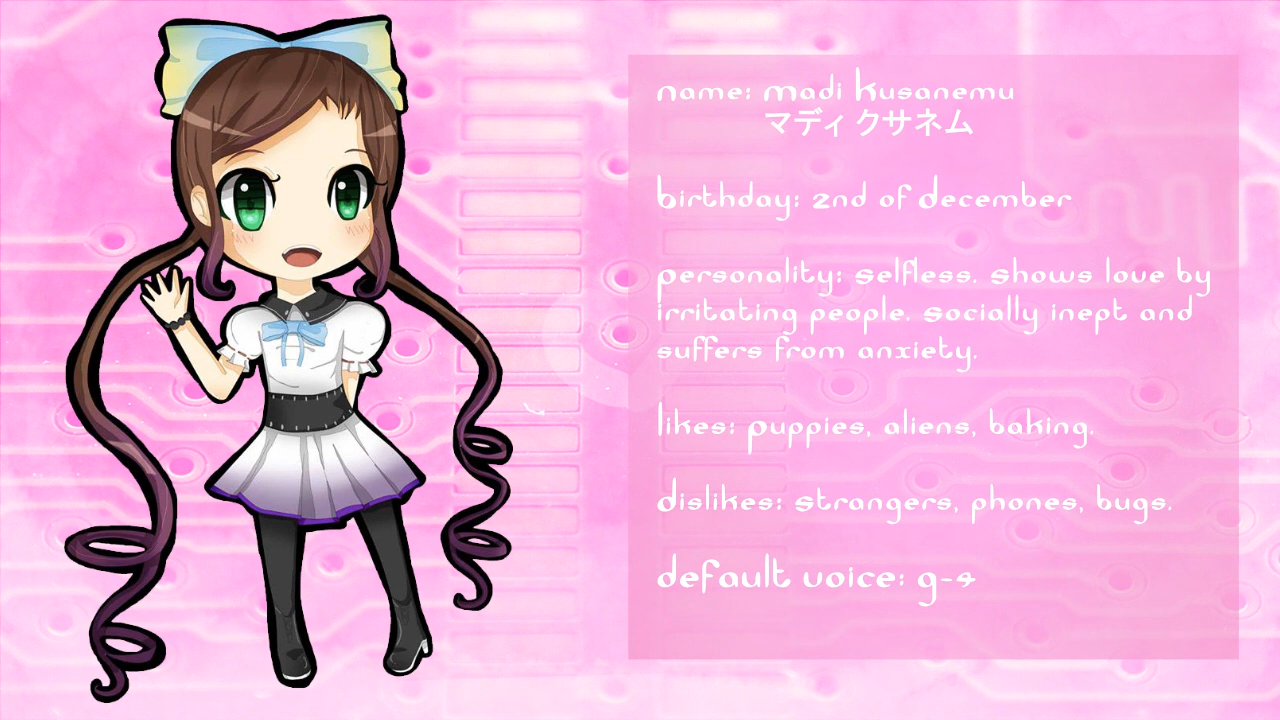 name: Madi Kusanemu
マディ クサネム
birthday: 2nd of December
personality: Selfless. Shows love by
irritating people. Socially inept and
suffers from anxiety.
likes: Puppies, aliens, baking.
dislikes: Strangers, phones, bugs.
default voice: g-4